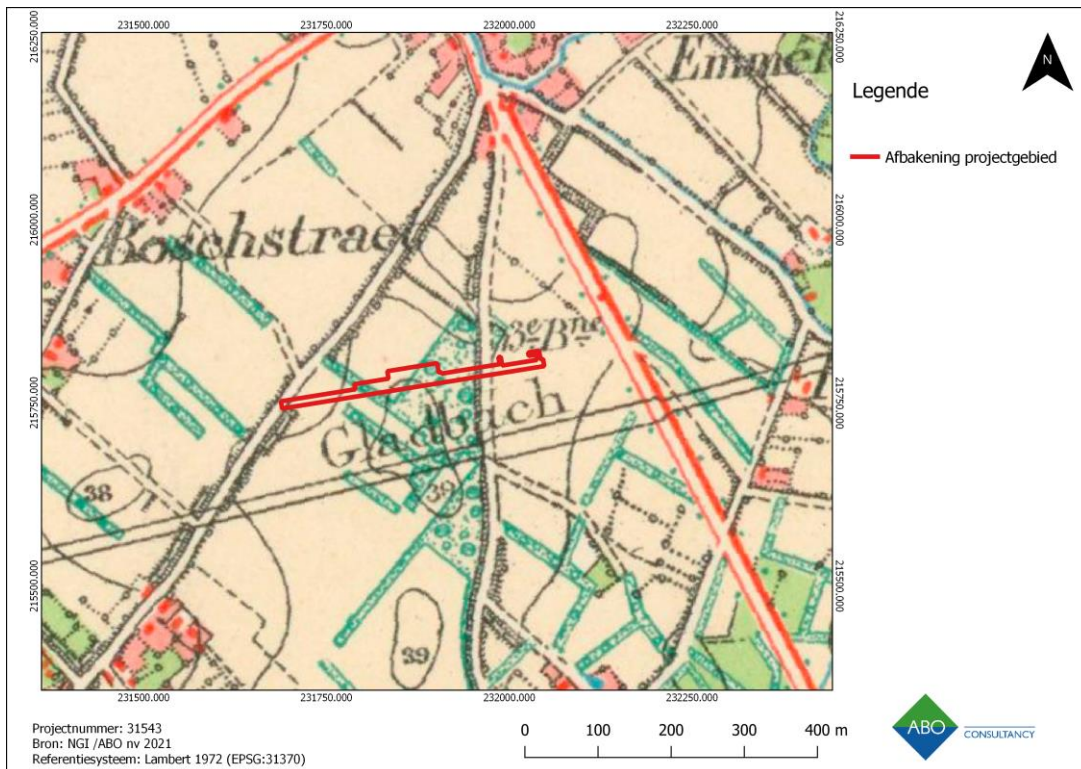 231500.000 231750.000 232000.000 232250.000
216250.000 216250.000
216000.000 216000.000
215750.000 215750.000
215500.000 215500.000
Boschstraet
73e Bne
Gladbach
38
39
39
231500.000 231750.000 232000.000 232250.000
N
Legende
Afbakening projectgebied
Projectnummer: 31543
Bron: NGI /ABO nv 2021
Referentiesysteem: Lambert 1972 (EPSG:31370)
0 100 200 300 400 m
ABO
CONSULTANCY